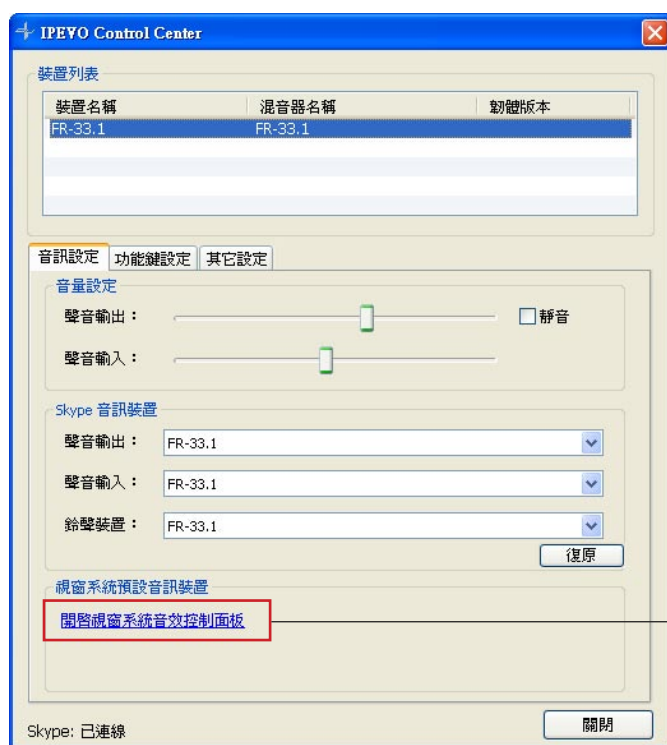 IPEVO Control Center
裝置列表
裝置名稱 混音器名稱 韌體版本
FR-33.1 FR-33.1
音訊設定 功能鍵設定 其它設定
音量設定
聲音輸出： 靜音
聲音輸入：
Skype 音訊裝置
聲音輸出： FR-33.1
聲音輸入： FR-33.1
鈴聲裝置： FR-33.1
復原
視窗系統預設音訊裝置
開啓視窗系統音效控制面板
Skype: 已連線 關閉